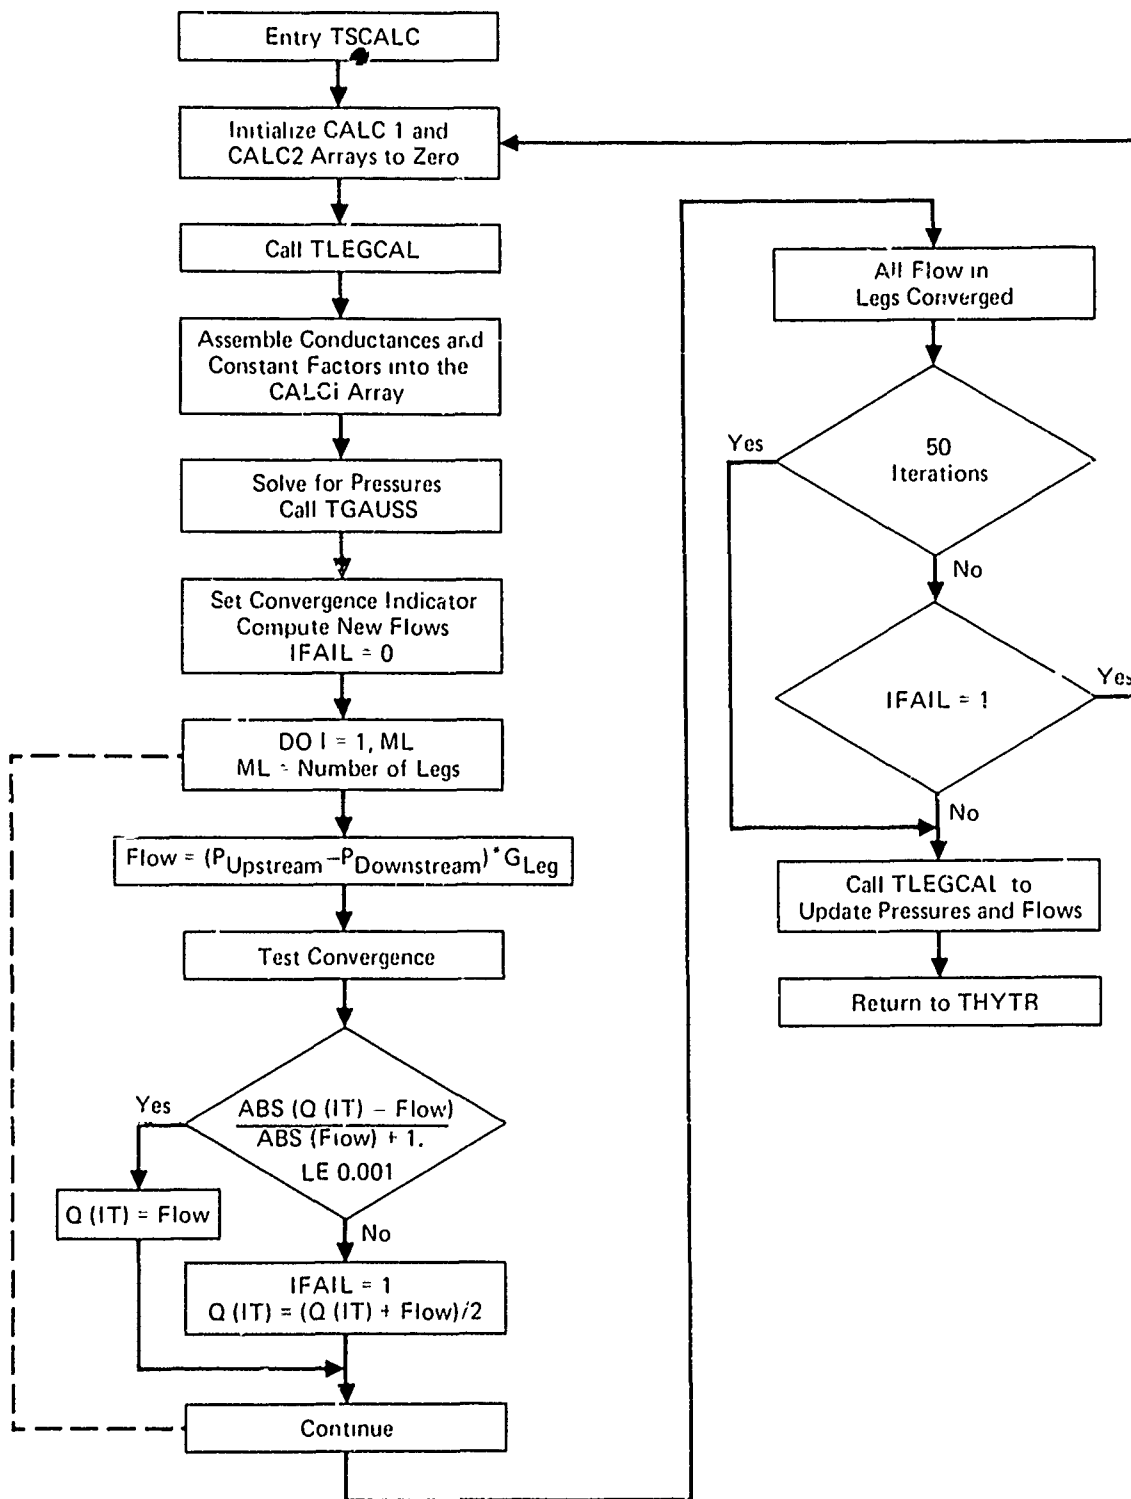 Entry TSCALC
Initialize CALC 1 and
CALC2 Arrays to Zero
Call TLEGCAL
Assemble Conductances and
Constant Factors into the
CALCi Array
Solve for Pressures
Call TGAUSS
Set Convergence Indicator
Compute New Flows
IFAIL = 0
DO I = 1, ML
ML = Number of Legs
Flow = (PUpstream–PDownstream)*GLeg
Test Convergence
Yes
ABS (Q (IT) – Flow)
ABS (Flow) + 1.
LE 0.001
Q (IT) = Flow
No
IFAIL = 1
Q (IT) = (Q (IT) + Flow)/2
Continue
All Flow in
Legs Converged
Yes
50
Iterations
No
IFAIL = 1
Yes
No
Call TLEGCAL to
Update Pressures and Flows
Return to THYTR